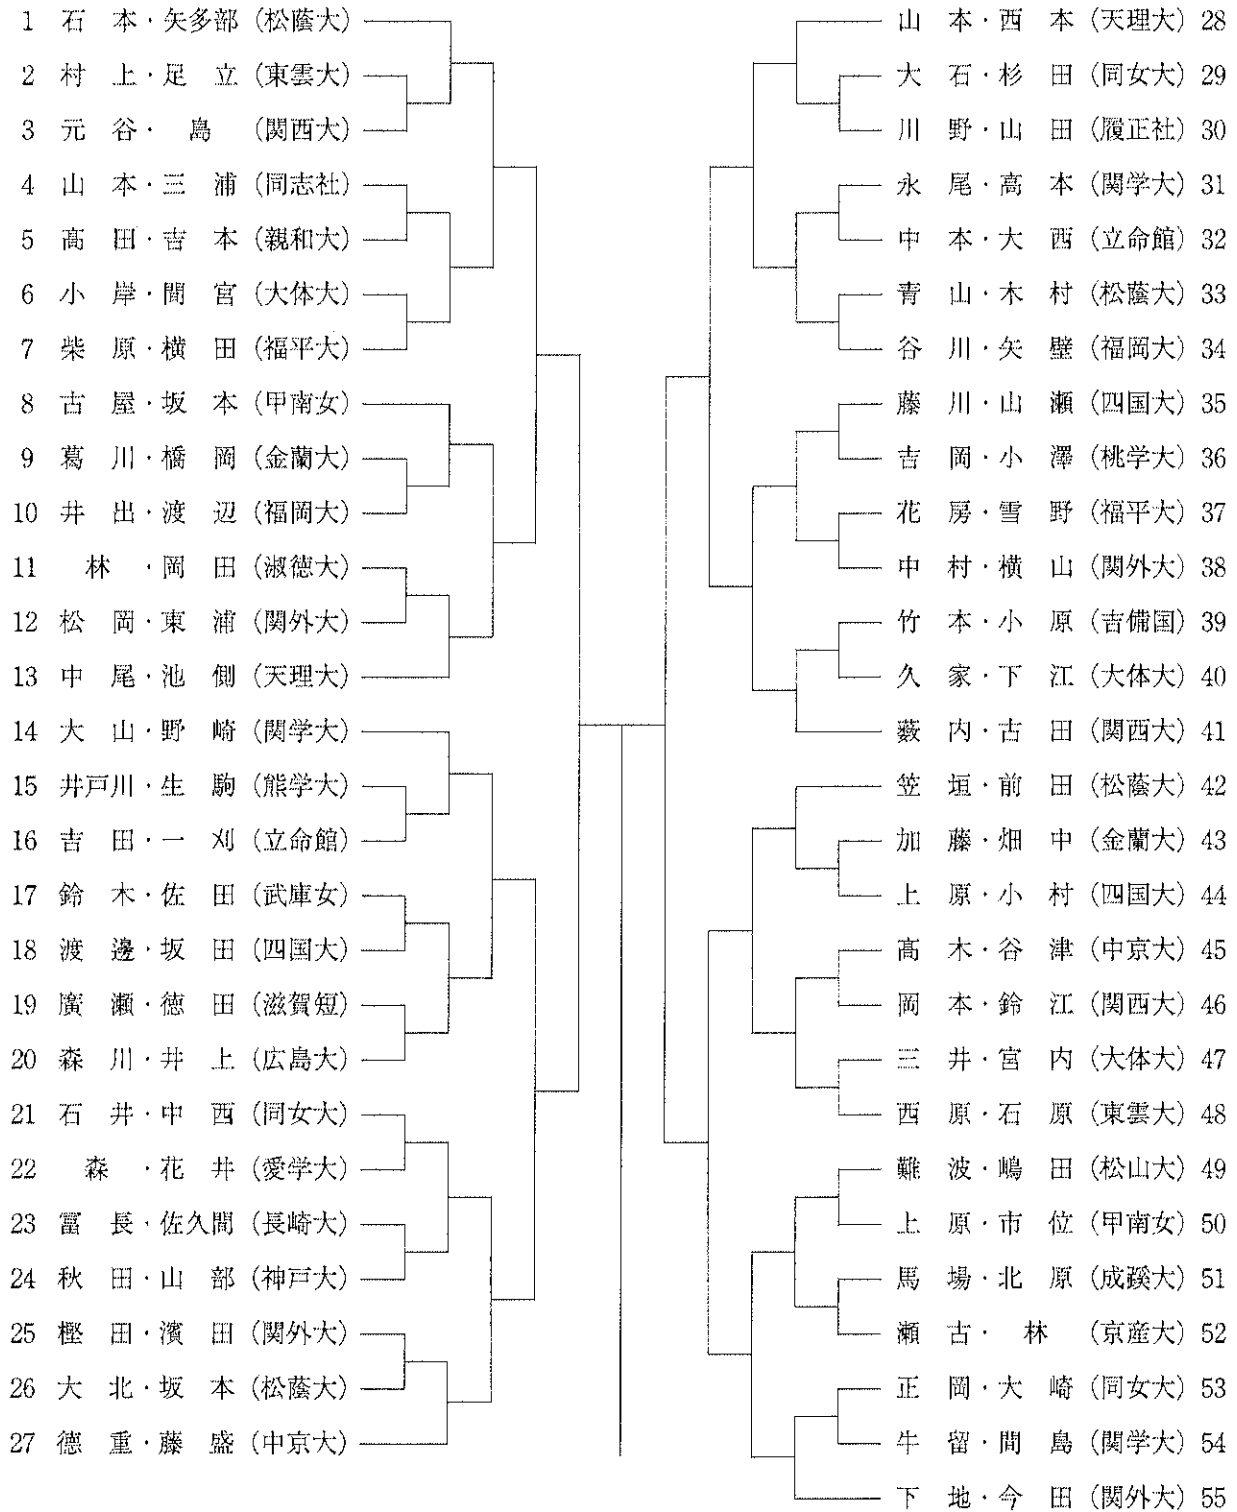 1 石 本・矢多部 (松蔭大)
2 村 上・足 立 (東雲大)
3 元 谷・ 島 (関西大)
4 山 本・三 浦 (同志社)
5 高 田・吉 本 (親和大)
6 小 岸・間 宮 (大体大)
7 柴 原・横 田 (福平大)
8 古 屋・坂 本 (甲南女)
9 葛 川・橋 岡 (金蘭大)
10 井 出・渡 辺 (福岡大)
11 林 ・岡 田 (淑徳大)
12 松 岡・東 浦 (関外大)
13 中 尾・池 側 (天理大)
14 大 山・野 崎 (関学大)
15 井戸川・生 駒 (熊学大)
16 吉 田・一 刈 (立命館)
17 鈴 木・佐 田 (武庫女)
18 渡 邊・坂 田 (四国大)
19 廣 瀬・徳 田 (滋賀短)
20 森 川・井 上 (広島大)
21 石 井・中 西 (同女大)
22 森 ・花 井 (愛学大)
23 冨 長・佐久間 (長崎大)
24 秋 田・山 部 (神戸大)
25 樫 田・濱 田 (関外大)
26 大 北・坂 本 (松蔭大)
27 德 重・藤 盛 (中京大)
山 本・西 本 (天理大) 28
大 石・杉 田 (同女大) 29
川 野・山 田 (履正社) 30
永 尾・高 本 (関学大) 31
中 本・大 西 (立命館) 32
青 山・木 村 (松蔭大) 33
谷 川・矢 壁 (福岡大) 34
藤 川・山 瀬 (四国大) 35
吉 岡・小 澤 (桃学大) 36
花 房・雪 野 (福平大) 37
中 村・横 山 (関外大) 38
竹 本・小 原 (吉備国) 39
久 家・下 江 (大体大) 40
薮 内・古 田 (関西大) 41
笠 垣・前 田 (松蔭大) 42
加 藤・畑 中 (金蘭大) 43
上 原・小 村 (四国大) 44
髙 木・谷 津 (中京大) 45
岡 本・鈴 江 (関西大) 46
三 井・宮 内 (大体大) 47
西 原・石 原 (東雲大) 48
難 波・嶋 田 (松山大) 49
上 原・市 位 (甲南女) 50
馬 場・北 原 (成蹊大) 51
瀬 古・ 林 (京産大) 52
正 岡・大 崎 (同女大) 53
牛 留・間 島 (関学大) 54
下 地・今 田 (関外大) 55